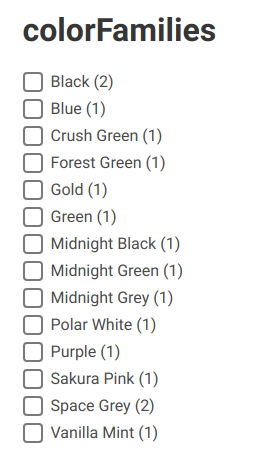 colorFamilies
Black (2)
Blue (1)
Crush Green (1)
Forest Green (1)
Gold (1)
Green (1)
Midnight Black (1)
Midnight Green (1)
Midnight Grey (1)
Polar White (1)
Purple (1)
Sakura Pink (1)
Space Grey (2)
Vanilla Mint (1)